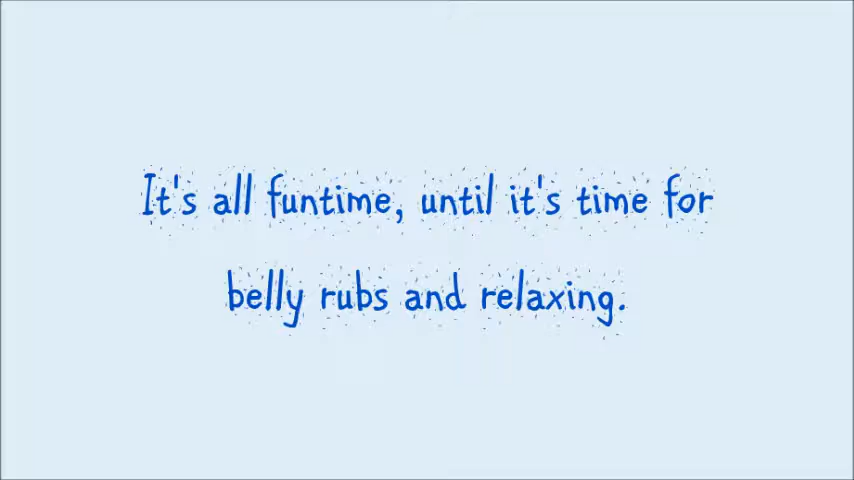 It's all funtime, until it's time for
belly rubs and relaxing.